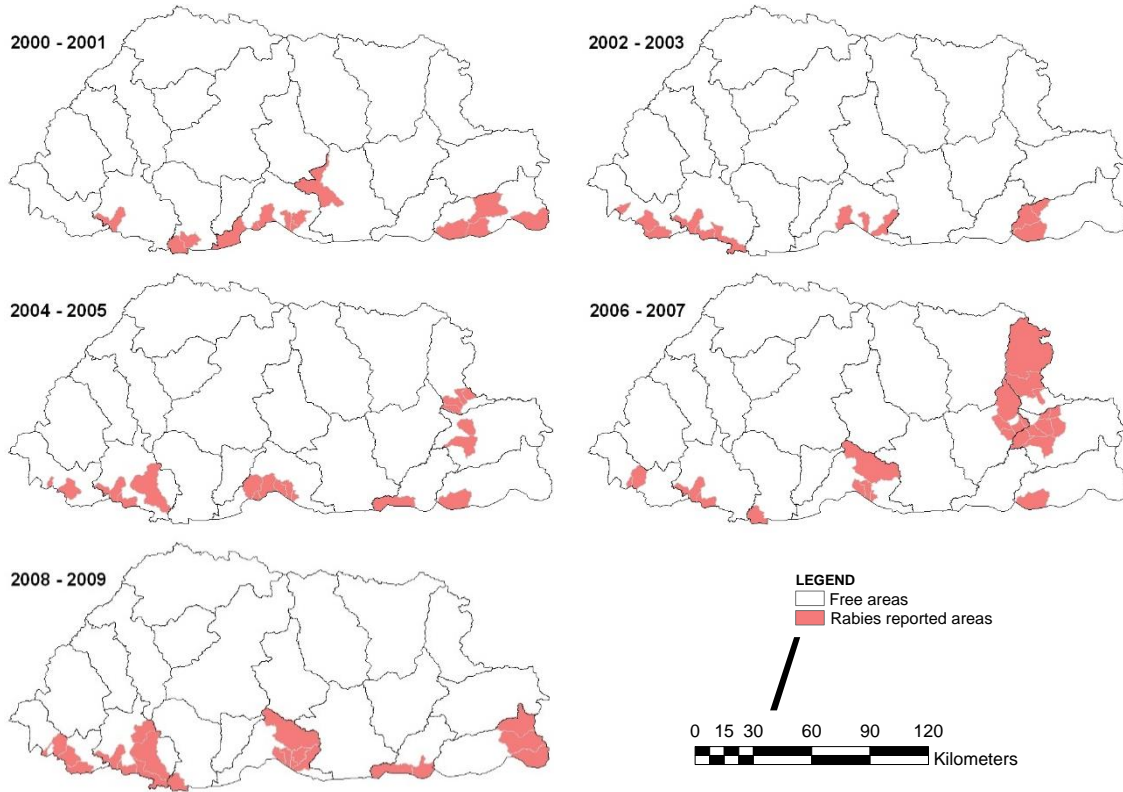 2000 - 2001
2002 - 2003
2004 - 2005
2006 - 2007
2008 - 2009
LEGEND
Free areas
Rabies reported areas
0 15 30 60 90 120
Kilometers